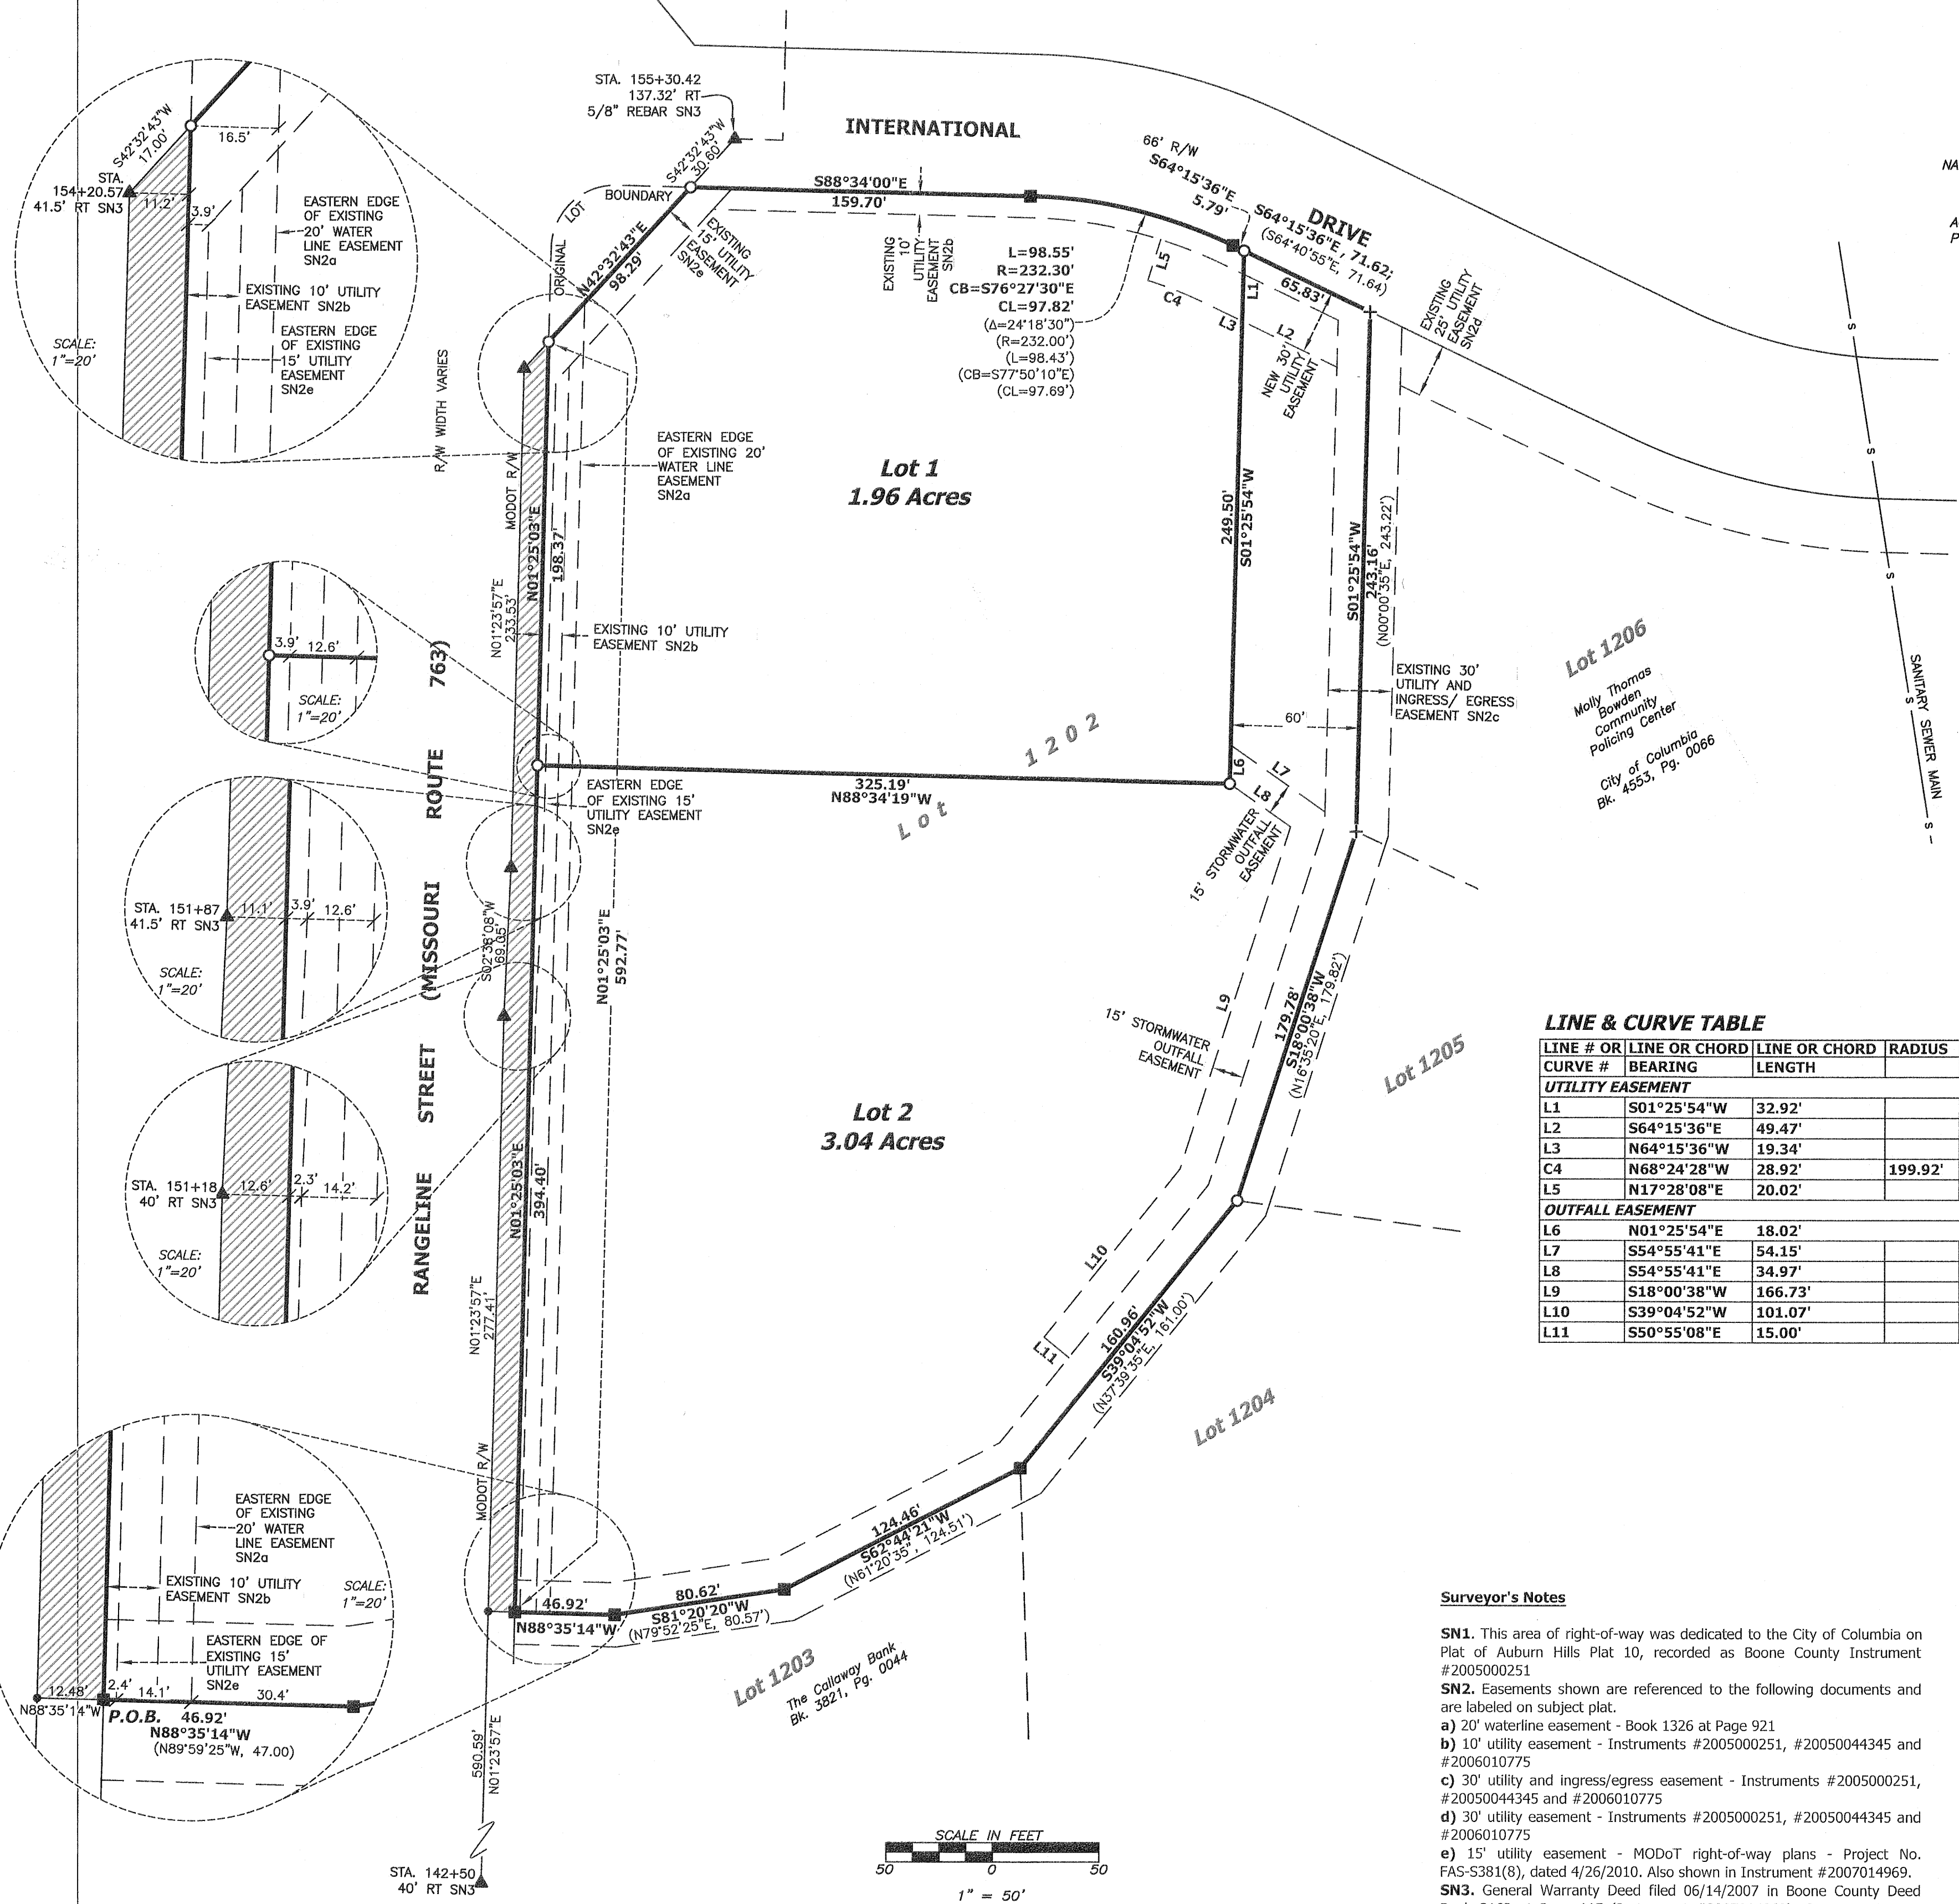 STA. 155+30.42
137.32' RT
5/8" REBAR SN3
INTERNATIONAL
DRIVE
66' R/W
S64°15'36"E
5.79'
S64°15'36"E, 71.62;
(S64°40'55"E, 71.64)
65.83'
NA
A
P
S42°32'43"W
17.00'
16.5'
STA.
154+20.57
41.5' RT SN3
11.2'
3.9'
EASTERN EDGE
OF EXISTING
20' WATER
LINE EASEMENT
SN2a
EXISTING 10' UTILITY
EASEMENT SN2b
EASTERN EDGE
OF EXISTING
15' UTILITY
EASEMENT
SN2e
SCALE:
1"=20'
S42°32'43"W
30.60'
ORIGINAL LOT BOUNDARY
N42°32'43"E
98.29'
EXISTING
15' UTILITY
EASEMENT
SN2e
S88°34'00"E
159.70'
EXISTING
10'
UTILITY
EASEMENT
SN2b
L=98.55'
R=232.30'
CB=S76°27'30"E
CL=97.82'
(Δ=24°18'30")
(R=232.00')
(L=98.43')
(CB=S77°50'10"E)
(CL=97.69')
L5
C4
L1
L3
L2
NEW 30'
UTILITY
EASEMENT
EXISTING
25' UTILITY
EASEMENT
SN2d
R/W WIDTH VARIES
MODOT R/W
EASTERN EDGE
OF EXISTING 20'
WATER LINE
EASEMENT
SN2a
Lot 1
1.96 Acres
N01°25'03"E
198.37'
N01°23'57"E
233.53'
EXISTING 10' UTILITY
EASEMENT SN2b
249.50'
S01°25'54"W
S01°25'54"W
243.16'
(N00°00'35"E, 243.22')
EXISTING 30'
UTILITY AND
INGRESS/ EGRESS
EASEMENT SN2c
60'
Lot 1206
Molly Thomas
Bowden
Community
Policing Center
City of Columbia
Bk. 4553, Pg. 0066
S
S
S
S
S
S
SANITARY SEWER MAIN
3.9'
12.6'
SCALE:
1"=20'
RANGELINE STREET (MISSOURI ROUTE 763)
325.19'
N88°34'19"W
Lot 1202
EASTERN EDGE
OF EXISTING 15'
UTILITY EASEMENT
SN2e
L6
L7
L8
15' STORMWATER
OUTFALL
EASEMENT
STA. 151+87
41.5' RT SN3
11.1'
3.9'
12.6'
SCALE:
1"=20'
S02°38'08"W
69.05'
N01°25'03"E
592.77'
L9
15' STORMWATER
OUTFALL
EASEMENT
179.78'
S18°00'38"W
(N16°35'20"E, 179.82')
Lot 1205
STA. 151+18
40' RT SN3
12.6'
2.3'
14.2'
SCALE:
1"=20'
Lot 2
3.04 Acres
N01°25'03"E
394.40'
N01°23'57"E
277.41'
L10
L11
160.96'
S39°04'52"W
(N37°39'35"E, 161.00')
Lot 1204
LINE & CURVE TABLE
LINE # OR LINE OR CHORD LINE OR CHORD RADIUS
CURVE # BEARING LENGTH
UTILITY EASEMENT
L1 S01°25'54"W 32.92'
L2 S64°15'36"E 49.47'
L3 N64°15'36"W 19.34'
C4 N68°24'28"W 28.92' 199.92'
L5 N17°28'08"E 20.02'
OUTFALL EASEMENT
L6 N01°25'54"E 18.02'
L7 S54°55'41"E 54.15'
L8 S54°55'41"E 34.97'
L9 S18°00'38"W 166.73'
L10 S39°04'52"W 101.07'
L11 S50°55'08"E 15.00'
MODOT R/W
EASTERN EDGE
OF EXISTING
20' WATER
LINE EASEMENT
SN2a
EXISTING 10' UTILITY
EASEMENT SN2b
SCALE:
1"=20'
EASTERN EDGE OF
EXISTING 15'
UTILITY EASEMENT
SN2e
12.48'
2.4'
14.1'
30.4'
N88°35'14"W
P.O.B.
46.92'
N88°35'14"W
(N89°59'25"W, 47.00)
46.92'
N88°35'14"W
80.62'
S81°20'20"W
(N79°52'25"E, 80.57')
124.46'
S62°44'21"W
(N61°20'35", 124.51')
Lot 1203
The Callaway Bank
Bk. 3821, Pg. 0044
590.59'
N01°23'57"E
STA. 142+50
40' RT SN3
SCALE IN FEET
50 0 50
1" = 50'
Surveyor's Notes
SN1. This area of right-of-way was dedicated to the City of Columbia on
Plat of Auburn Hills Plat 10, recorded as Boone County Instrument
#2005000251
SN2. Easements shown are referenced to the following documents and
are labeled on subject plat.
a) 20' waterline easement - Book 1326 at Page 921
b) 10' utility easement - Instruments #2005000251, #20050044345 and
#2006010775
c) 30' utility and ingress/egress easement - Instruments #2005000251,
#20050044345 and #2006010775
d) 30' utility easement - Instruments #2005000251, #20050044345 and
#2006010775
e) 15' utility easement - MODoT right-of-way plans - Project No.
FAS-S381(8), dated 4/26/2010. Also shown in Instrument #2007014969.
SN3. General Warranty Deed filed 06/14/2007 in Boone County Deed